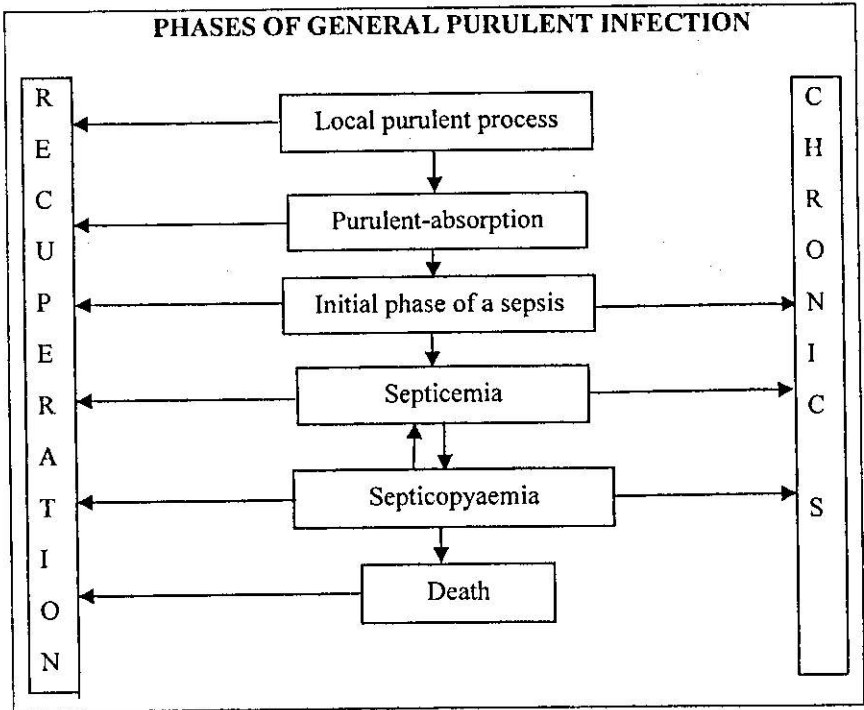 PHASES OF GENERAL PURULENT INFECTION
R
E
C
U
P
E
R
A
T
I
O
N
Local purulent process
Purulent-absorption
Initial phase of a sepsis
Septicemia
Septicopyaemia
Death
C
H
R
O
N
I
C
S